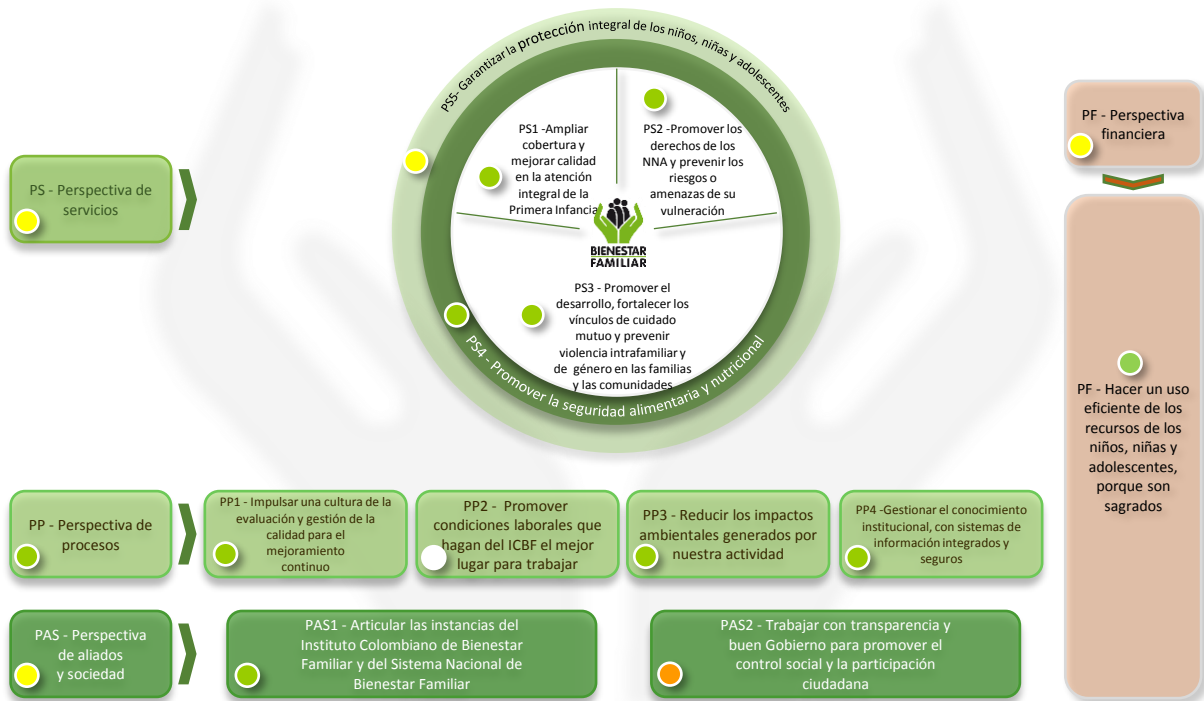 PS5- Garantizar la protección integral de los niños, niñas y adolescentes
PS1 -Ampliar
cobertura y
mejorar calidad
en la atención
integral de la
Primera Infancia
PS2 -Promover los
derechos de los
NNA y prevenir los
riesgos o
amenazas de su
vulneración
BIENESTAR
FAMILIAR
PS3 - Promover el
desarrollo, fortalecer los
vínculos de cuidado
mutuo y prevenir
violencia intrafamiliar y
de género en las familias
y las comunidades
PS4 - Promover la seguridad alimentaria y nutricional
PS - Perspectiva de
servicios
PF - Perspectiva
financiera
PF - Hacer un uso
eficiente de los
recursos de los
niños, niñas y
adolescentes,
porque son
sagrados
PP - Perspectiva de
procesos
PP1 - Impulsar una cultura de la
evaluación y gestión de la
calidad para el
mejoramiento
continuo
PP2 - Promover
condiciones laborales que
hagan del ICBF el mejor
lugar para trabajar
PP3 - Reducir los impactos
ambientales generados por
nuestra actividad
PP4 -Gestionar el conocimiento
institucional, con sistemas de
información integrados y
seguros
PAS - Perspectiva
de aliados
y sociedad
PAS1 - Articular las instancias del
Instituto Colombiano de Bienestar
Familiar y del Sistema Nacional de
Bienestar Familiar
PAS2 - Trabajar con transparencia y
buen Gobierno para promover el
control social y la participación
ciudadana